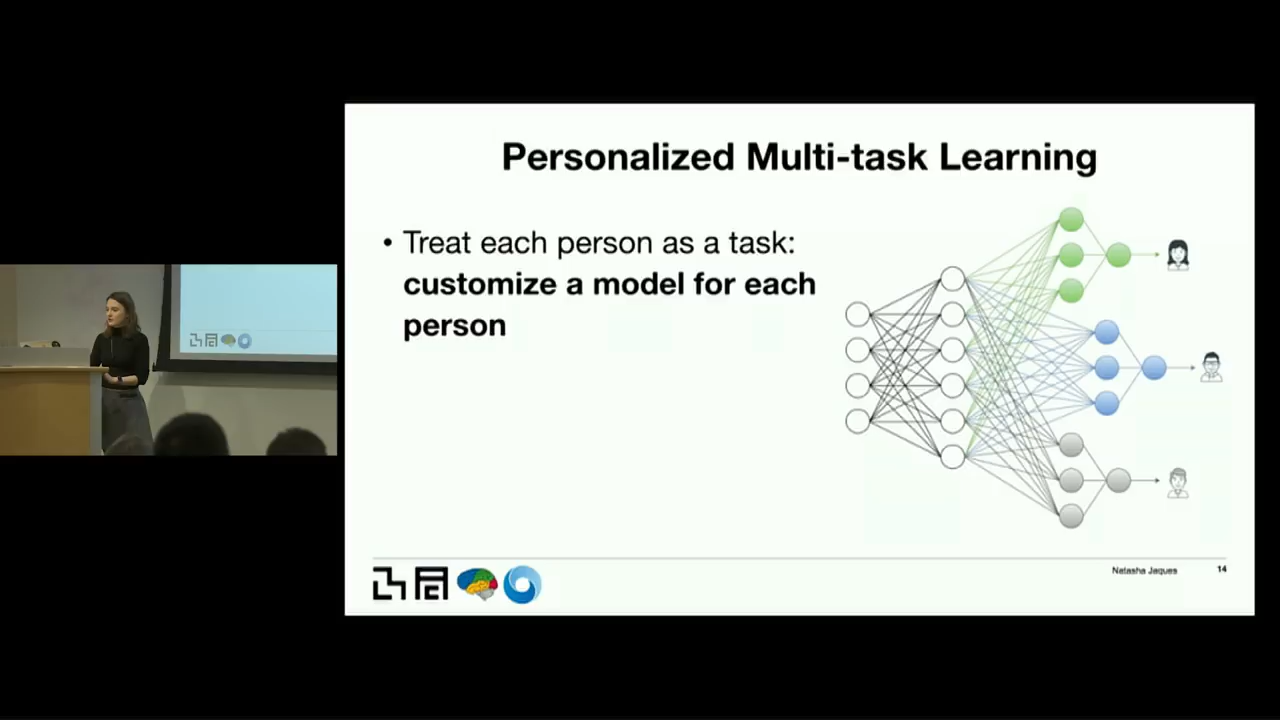 Personalized Multi-task Learning
• Treat each person as a task:
customize a model for each
person
Natasha Jaques 14